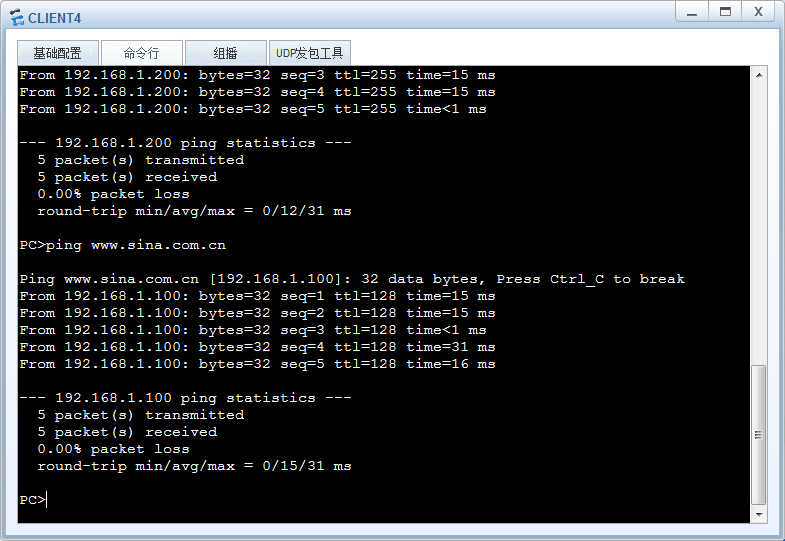 CLIENT4
基础配置 命令行 组播 UDP发包工具
From 192.168.1.200: bytes=32 seq=3 ttl=255 time=15 ms
From 192.168.1.200: bytes=32 seq=4 ttl=255 time=15 ms
From 192.168.1.200: bytes=32 seq=5 ttl=255 time<1 ms
--- 192.168.1.200 ping statistics ---
5 packet(s) transmitted
5 packet(s) received
0.00% packet loss
round-trip min/avg/max = 0/12/31 ms
PC>ping www.sina.com.cn
Ping www.sina.com.cn [192.168.1.100]: 32 data bytes, Press Ctrl_C to break
From 192.168.1.100: bytes=32 seq=1 ttl=128 time=15 ms
From 192.168.1.100: bytes=32 seq=2 ttl=128 time=15 ms
From 192.168.1.100: bytes=32 seq=3 ttl=128 time<1 ms
From 192.168.1.100: bytes=32 seq=4 ttl=128 time=31 ms
From 192.168.1.100: bytes=32 seq=5 ttl=128 time=16 ms
--- 192.168.1.100 ping statistics ---
5 packet(s) transmitted
5 packet(s) received
0.00% packet loss
round-trip min/avg/max = 0/15/31 ms
PC>